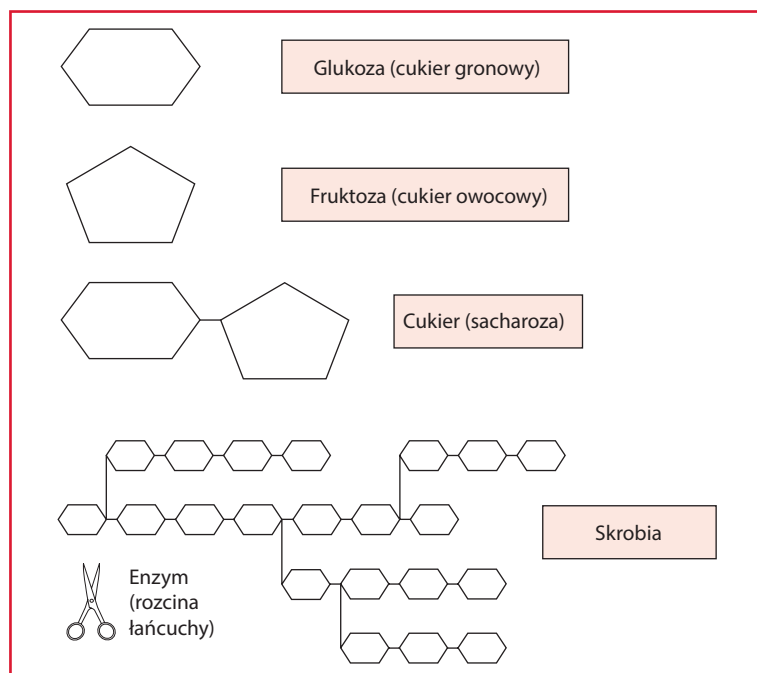 Glukoza (cukier gronowy)
Fruktoza (cukier owocowy)
Cukier (sacharoza)
Skrobia
Enzym
(rozcina
łańcuchy)